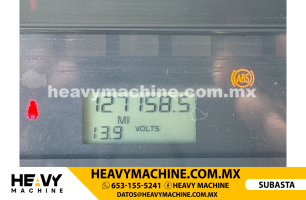 heavymachine.com.mx
ABS
127158.5
MI
13.9 VOLTS
HEAVY
MACHINE
HEAVYMACHINE.COM.MX
653-155-5241 HEAVY MACHINE
DATOS@HEAVYMACHINE.COM.MX
SUBASTA